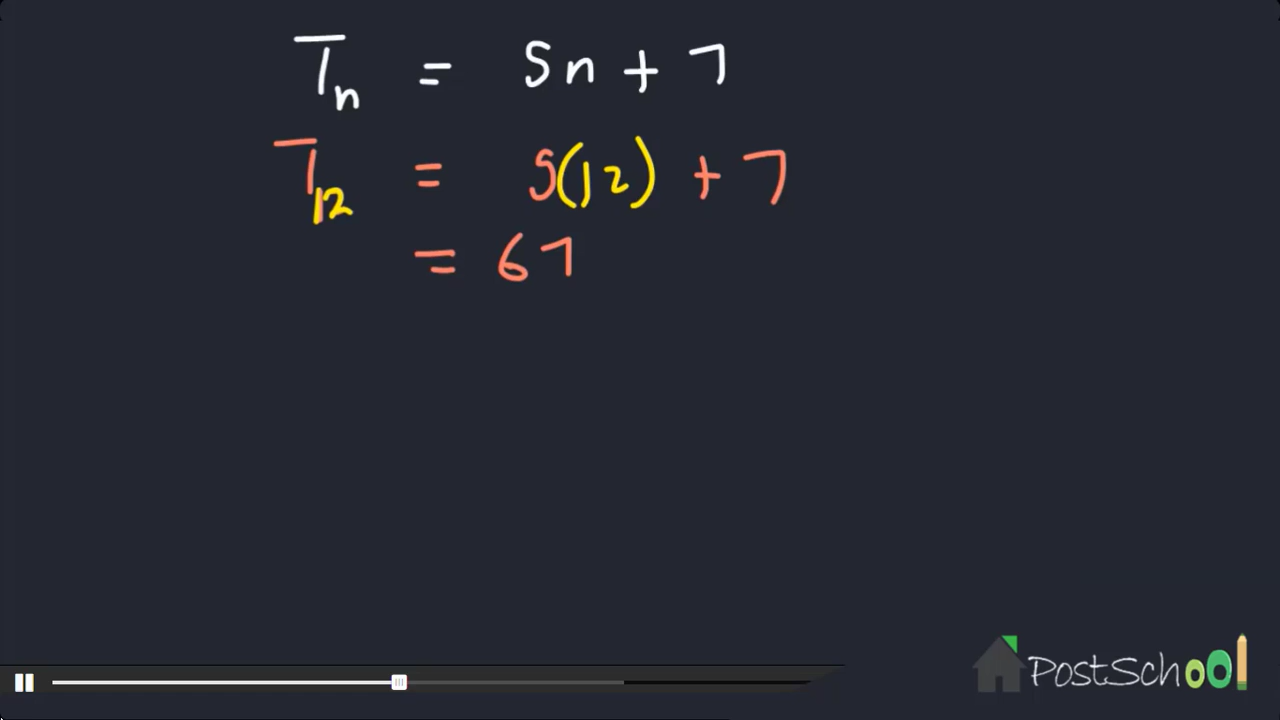 Tn = 5n + 7
T12 = 5(12) + 7
= 67
PostSchool